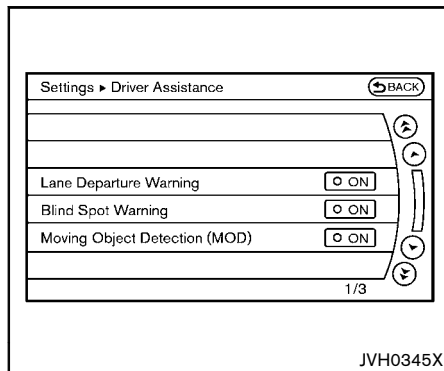 Settings ▸ Driver Assistance BACK
Lane Departure Warning ON
Blind Spot Warning ON
Moving Object Detection (MOD) ON
1/3
JVH0345X